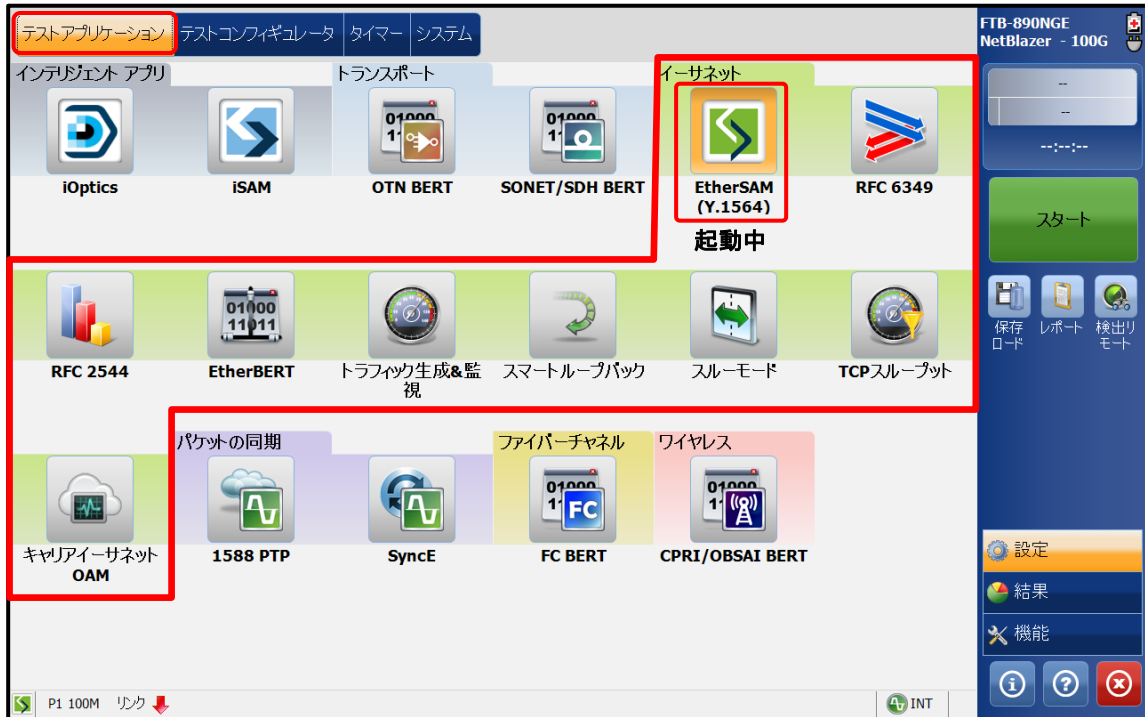 テストアプリケーション テストコンフィギュレータ タイマー システム
FTB-890NGE
NetBlazer - 100G
インテリジェント アプリ トランスポート イーサネット
iOptics iSAM OTN BERT SONET/SDH BERT EtherSAM (Y.1564) RFC 6349
起動中
RFC 2544 EtherBERT トラフィック生成&監視 スマートループバック スルーモード TCPスループット
パケットの同期 ファイバーチャネル ワイヤレス
キャリアイーサネット OAM 1588 PTP SyncE FC BERT CPRI/OBSAI BERT
--
--
--:--:--
スタート
保存
ロード
レポート
検出リ
モート
設定
結果
機能
P1 100M リンク INT